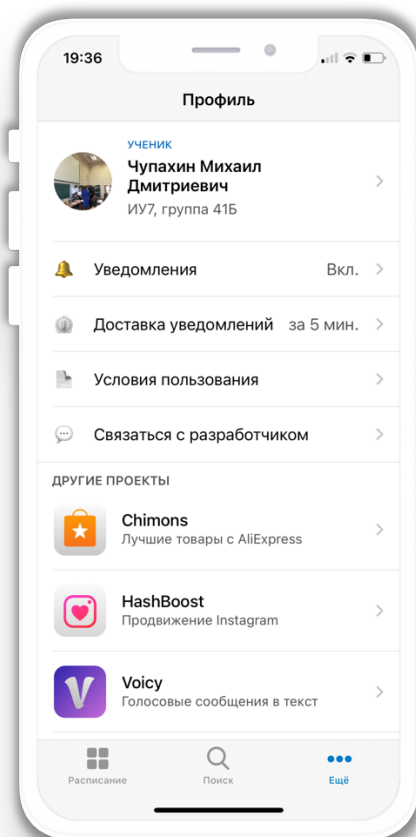 19:36
Профиль
УЧЕНИК
Чупахин Михаил
Дмитриевич
ИУ7, группа 41Б
Уведомления Вкл.
Доставка уведомлений за 5 мин.
Условия пользования
Связаться с разработчиком
ДРУГИЕ ПРОЕКТЫ
Chimons
Лучшие товары с AliExpress
HashBoost
Продвижение Instagram
Voicy
Голосовые сообщения в текст
Расписание Поиск Ещё